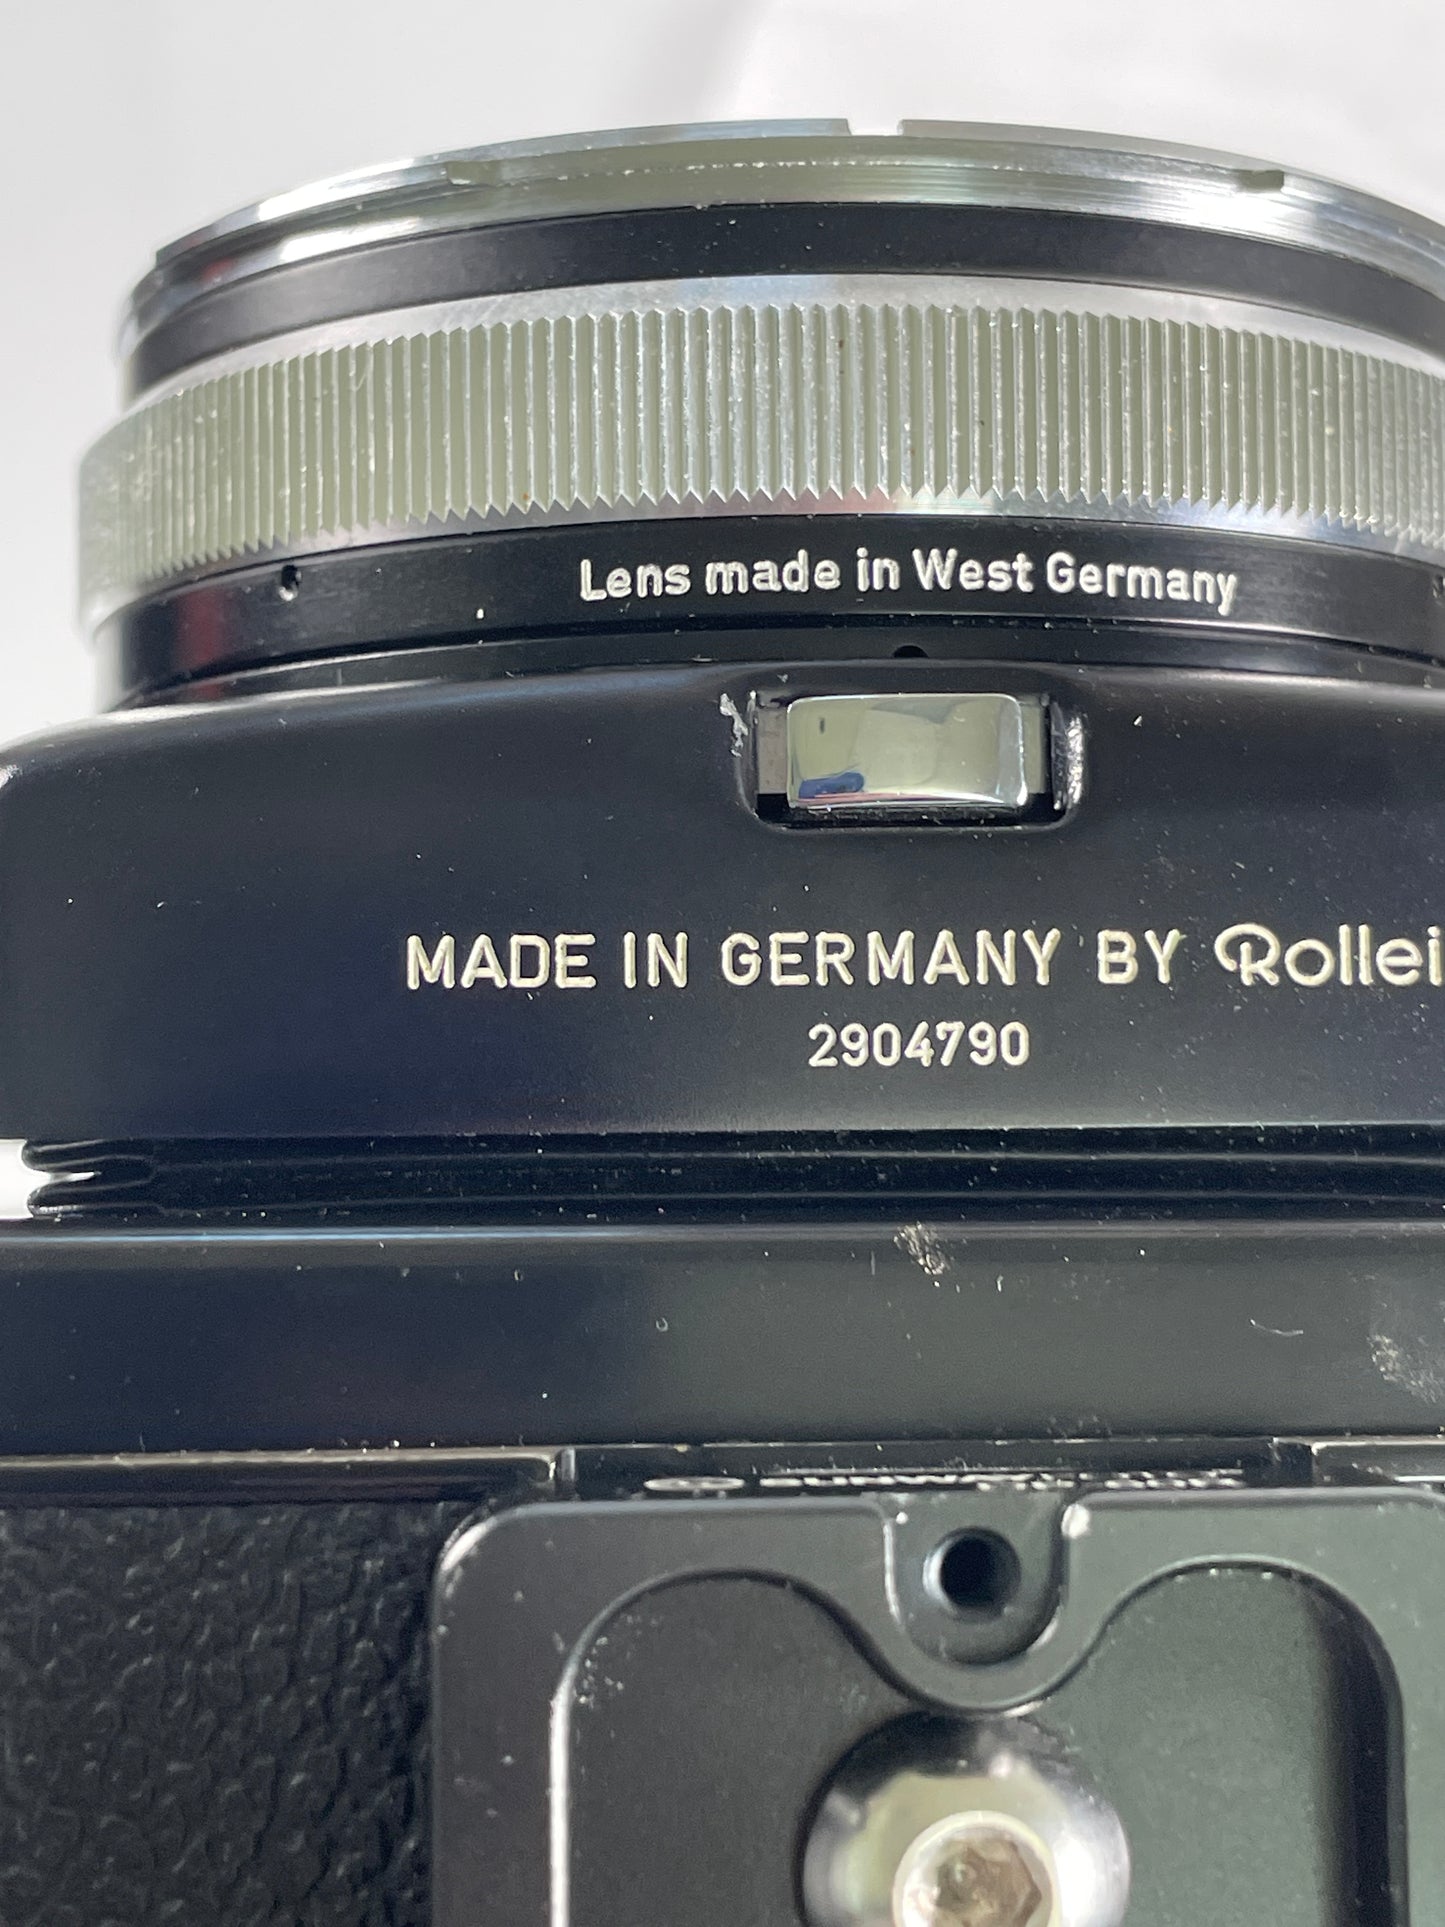 Lens made in West Germany
MADE IN GERMANY BY Rollei
2904790